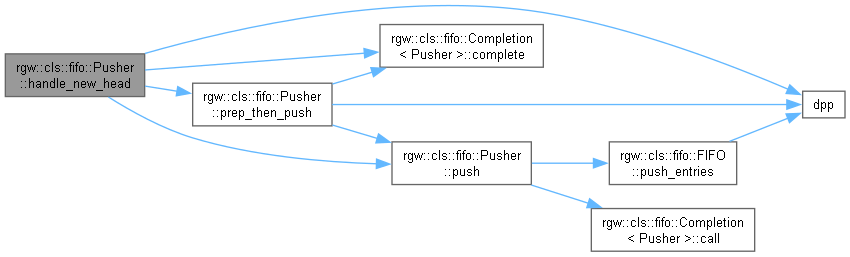 rgw::cls::fifo::Pusher
::handle_new_head
rgw::cls::fifo::Completion
< Pusher >::complete
rgw::cls::fifo::Pusher
::prep_then_push
dpp
rgw::cls::fifo::Pusher
::push
rgw::cls::fifo::FIFO
::push_entries
rgw::cls::fifo::Completion
< Pusher >::call